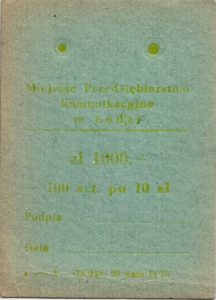 Miejskie Przedsiębiorstwo
Komunikacyjne
w Łodzi
zł 1000,—
100 szt. po 10 zł
Podpis
Data